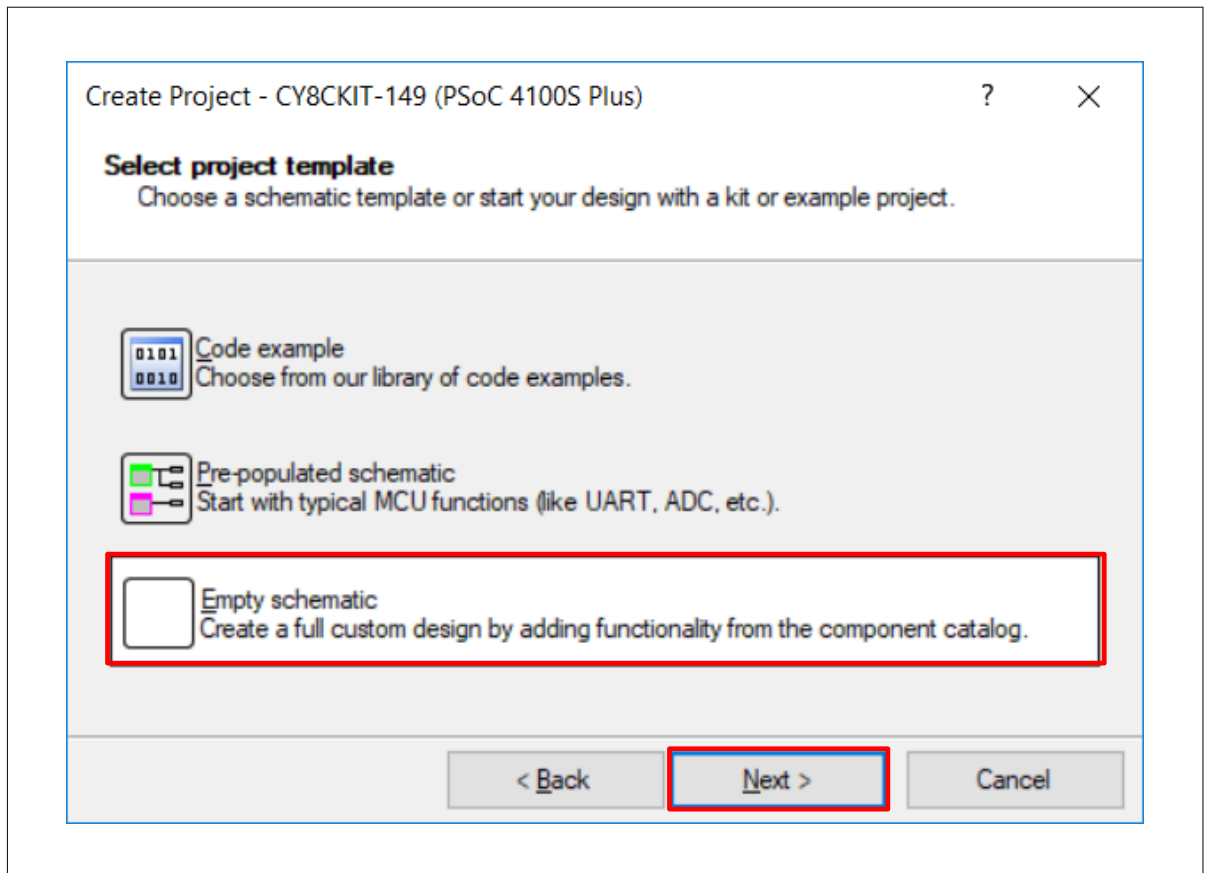 Create Project - CY8CKIT-149 (PSoC 4100S Plus)
?
Select project template
Choose a schematic template or start your design with a kit or example project.
0101
0010
Code example
Choose from our library of code examples.
Pre-populated schematic
Start with typical MCU functions (like UART, ADC, etc.).
Empty schematic
Create a full custom design by adding functionality from the component catalog.
< Back
Next >
Cancel